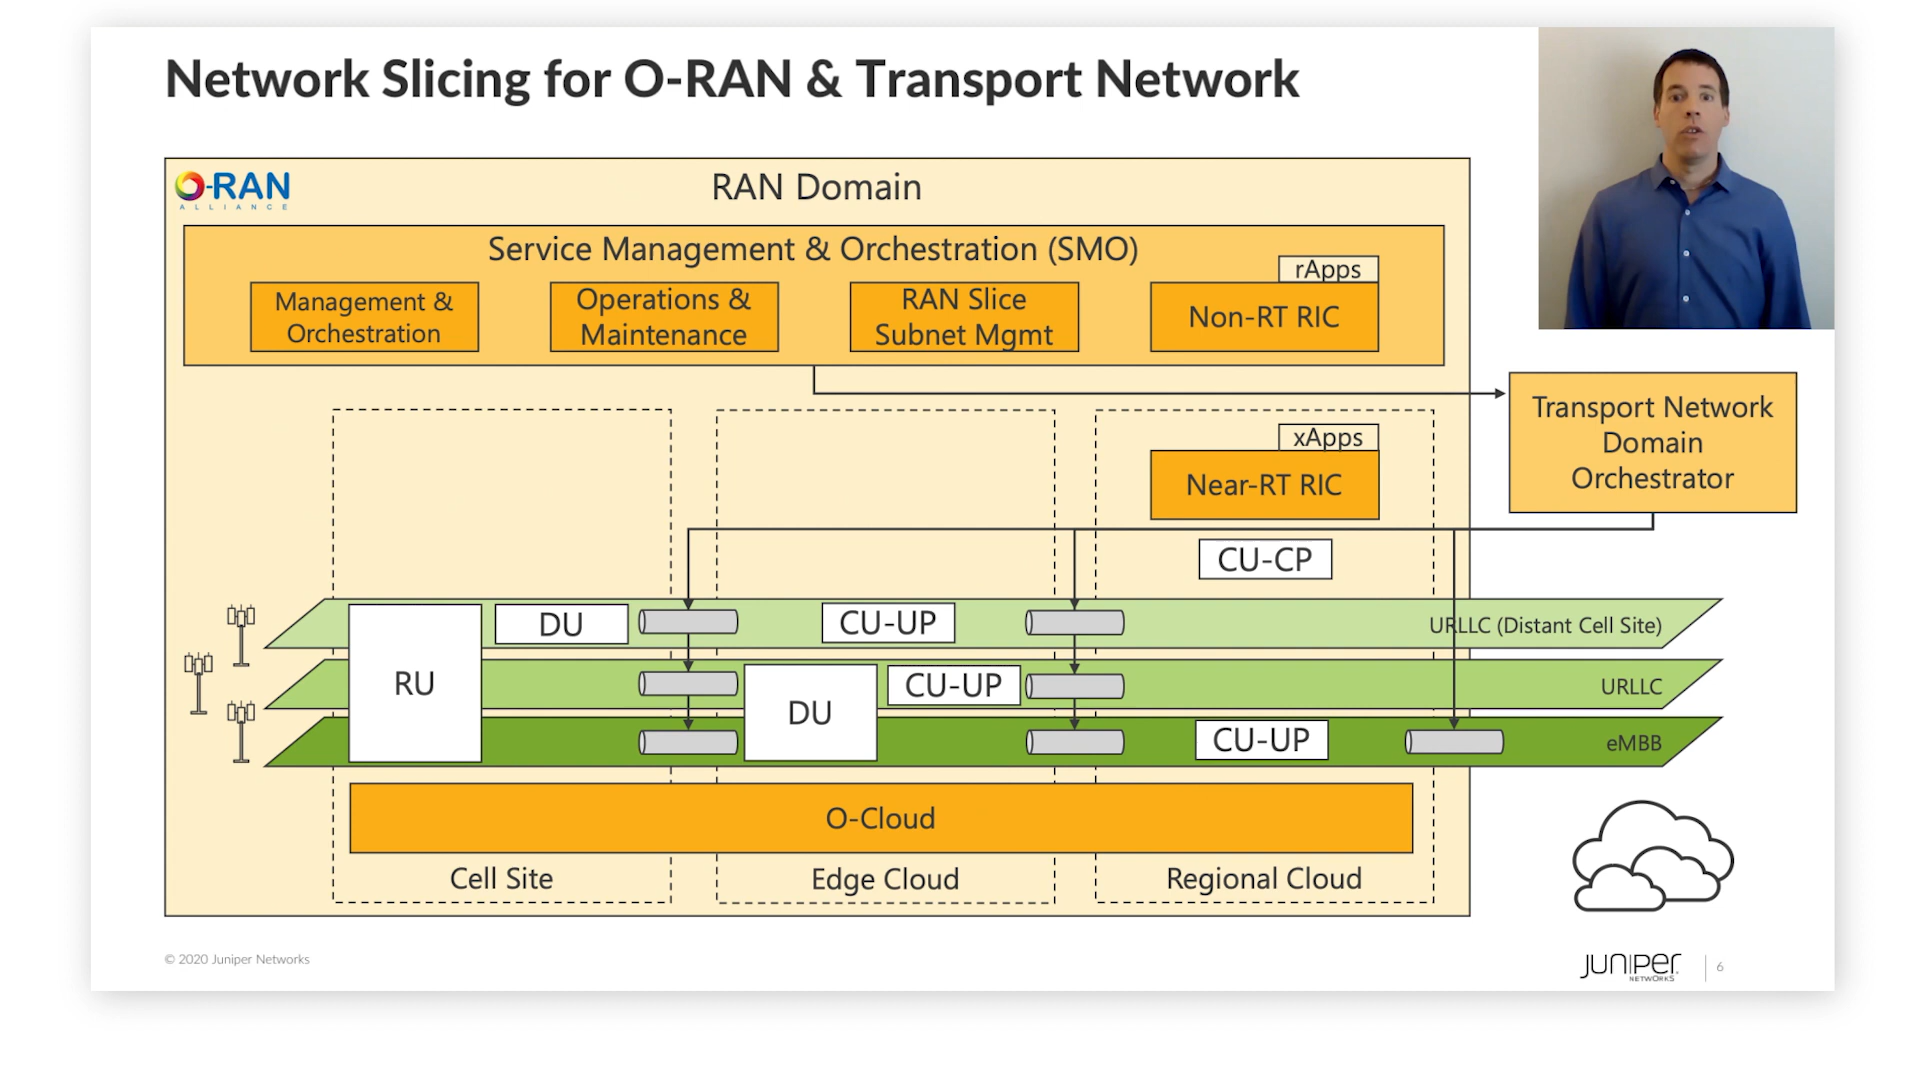 Network Slicing for O-RAN & Transport Network
O-RAN
ALLIANCE
RAN Domain
Service Management & Orchestration (SMO)
Management &
Orchestration
Operations &
Maintenance
RAN Slice
Subnet Mgmt
rApps
Non-RT RIC
Transport Network
Domain
Orchestrator
xApps
Near-RT RIC
CU-CP
RU
DU
CU-UP
URLLC (Distant Cell Site)
DU
CU-UP
URLLC
CU-UP
eMBB
O-Cloud
Cell Site
Edge Cloud
Regional Cloud
© 2020 Juniper Networks
JUNIPER
NETWORKS
6